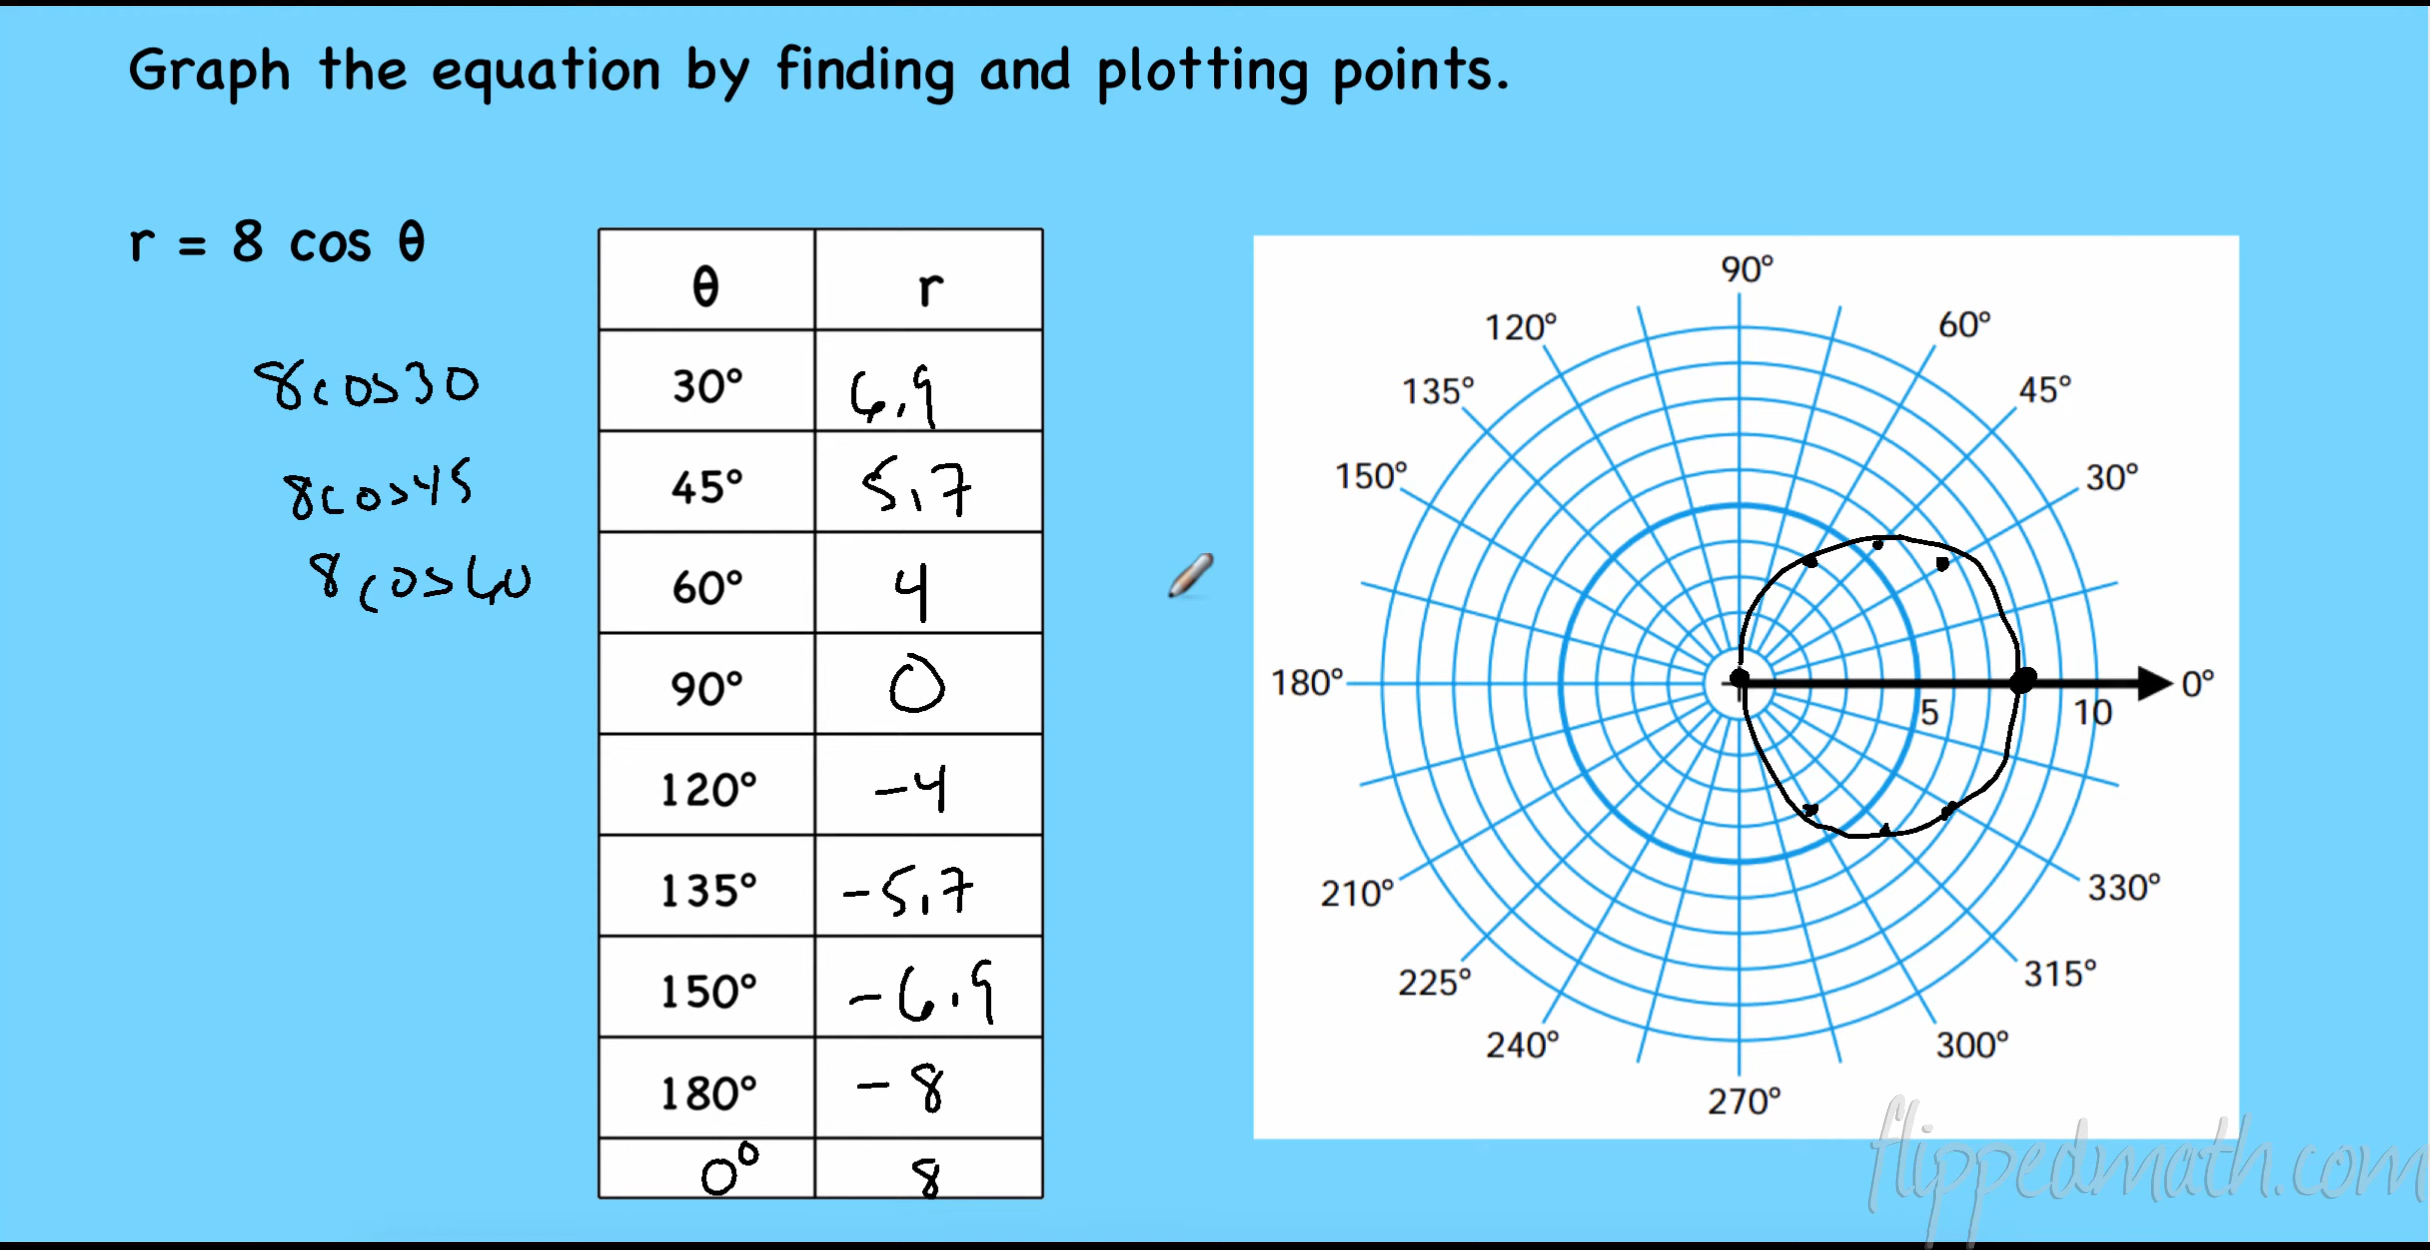 Graph the equation by finding and plotting points.
r = 8 cos θ
8cos30
8cos45
8cos60
θ r
30° 6.9
45° 5.7
60° 4
90° 0
120° -4
135° -5.7
150° -6.9
180° -8
0° 8
90°
120° 60°
135° 45°
150° 30°
180° 0°
5 10
210° 330°
225° 315°
240° 300°
270°
flippedmath.com